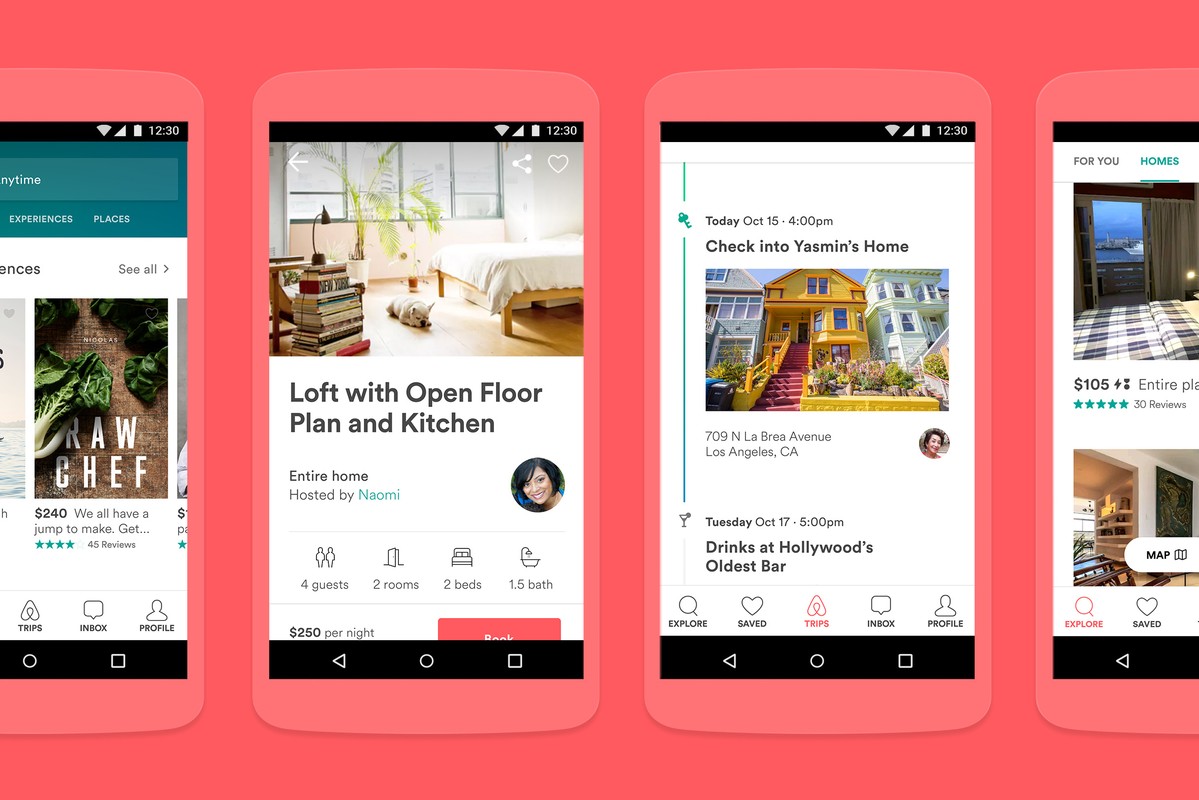 12:30
nytime
EXPERIENCES PLACES
ences See all
NICOLAS
RAW
CHEF
$240 We all have a
jump to make. Get...
45 Reviews
TRIPS INBOX PROFILE
12:30
NEW YORK
Loft with Open Floor
Plan and Kitchen
Entire home
Hosted by Naomi
4 guests 2 rooms 2 beds 1.5 bath
$250 per night
Book
12:30
Today Oct 15 · 4:00pm
Check into Yasmin’s Home
709 N La Brea Avenue
Los Angeles, CA
Tuesday Oct 17 · 5:00pm
Drinks at Hollywood’s
Oldest Bar
EXPLORE SAVED TRIPS INBOX PROFILE
FOR YOU HOMES
$105 Entire pla
30 Reviews
MAP
EXPLORE SAVED